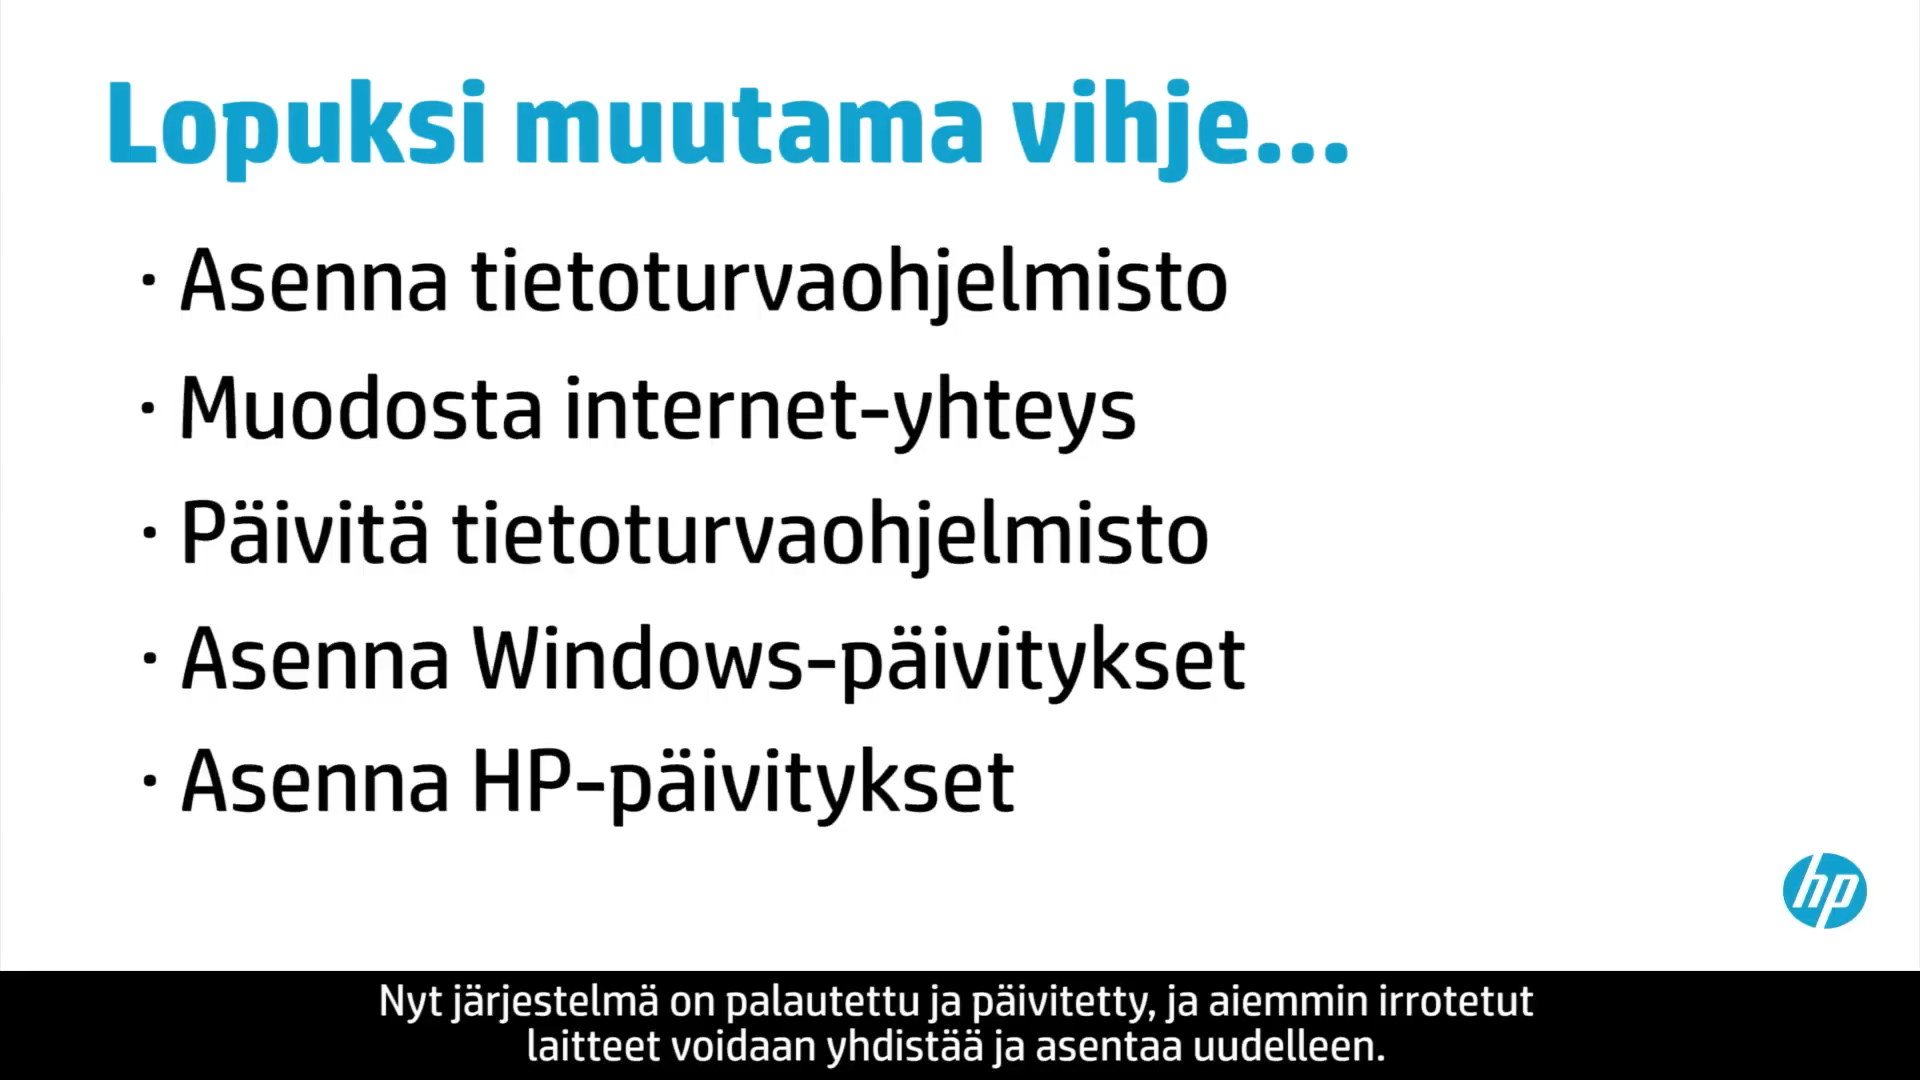 Lopuksi muutama vihje...
· Asenna tietoturvaohjelmisto
· Muodosta internet-yhteys
· Päivitä tietoturvaohjelmisto
· Asenna Windows-päivitykset
· Asenna HP-päivitykset
hp
Nyt järjestelmä on palautettu ja päivitetty, ja aiemmin irrotetut
laitteet voidaan yhdistää ja asentaa uudelleen.